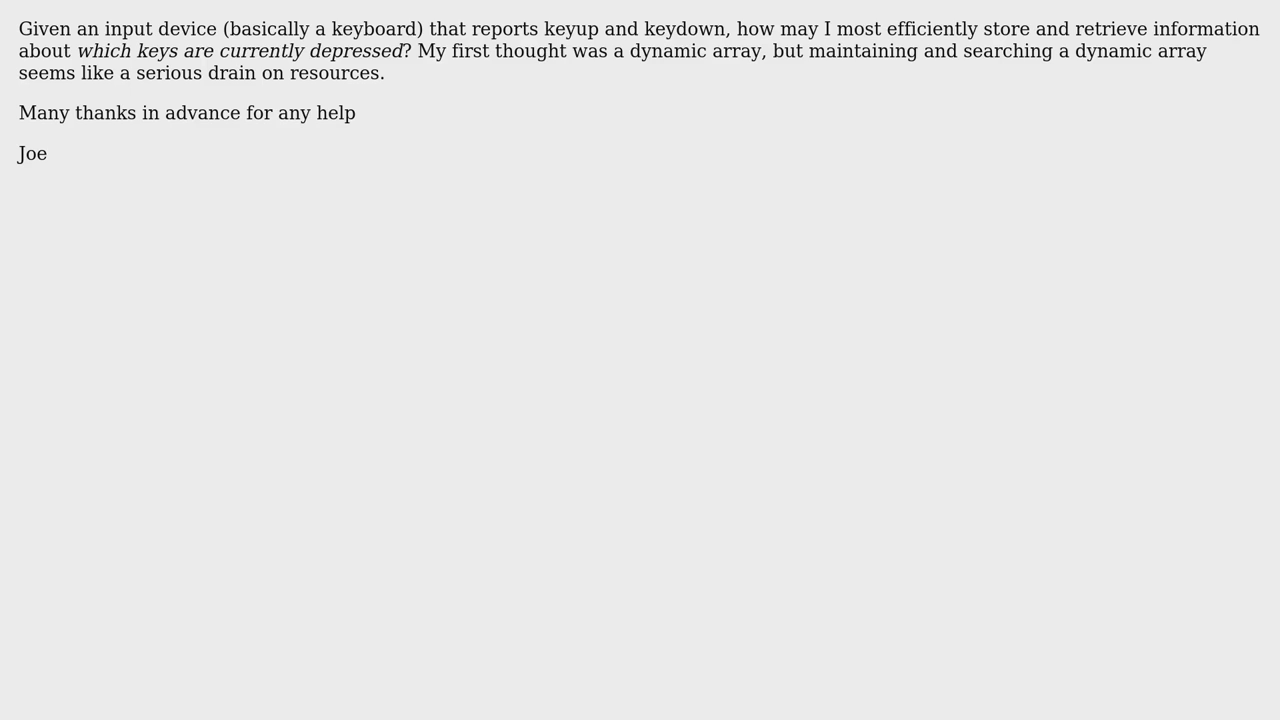 Given an input device (basically a keyboard) that reports keyup and keydown, how may I most efficiently store and retrieve information
about which keys are currently depressed? My first thought was a dynamic array, but maintaining and searching a dynamic array
seems like a serious drain on resources.
Many thanks in advance for any help
Joe